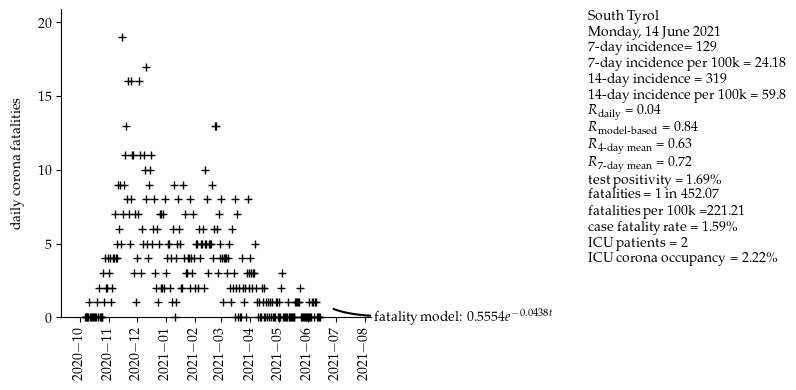 South Tyrol
Monday, 14 June 2021
7-day incidence= 129
7-day incidence per 100k = 24.18
14-day incidence = 319
14-day incidence per 100k = 59.8
R_daily = 0.04
R_model-based = 0.84
R_4-day mean = 0.63
R_7-day mean = 0.72
test positivity = 1.69%
fatalities = 1 in 452.07
fatalities per 100k =221.21
case fatality rate = 1.59%
ICU patients = 2
ICU corona occupancy = 2.22%
daily corona fatalities
20
15
10
5
0
fatality model: 0.5554e^{−0.0438t}
2020−10
2020−11
2020−12
2021−01
2021−02
2021−03
2021−04
2021−05
2021−06
2021−07
2021−08